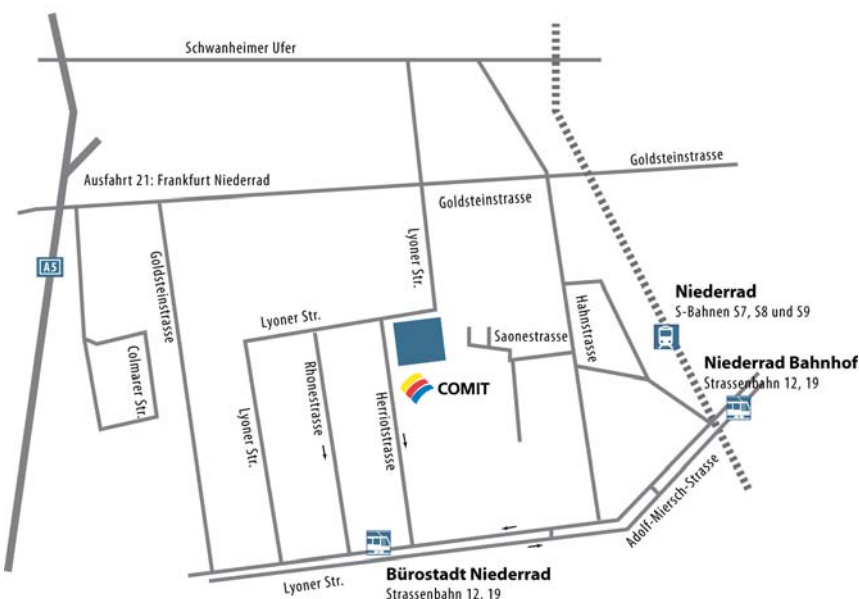 Schwanheimer Ufer
Goldsteinstrasse
Ausfahrt 21: Frankfurt Niederrad
Goldsteinstrasse
Lyoner Str.
Goldsteinstrasse
A5
Niederrad
S-Bahnen S7, S8 und S9
Lyoner Str.
Hahnstrasse
Saonestrasse
Colmarer Str.
Rhonestrasse
Niederrad Bahnhof
Strassenbahn 12, 19
COMIT
Herriotstrasse
Lyoner Str.
Adolf-Miersch-Strasse
Lyoner Str.
Bürostadt Niederrad
Strassenbahn 12, 19